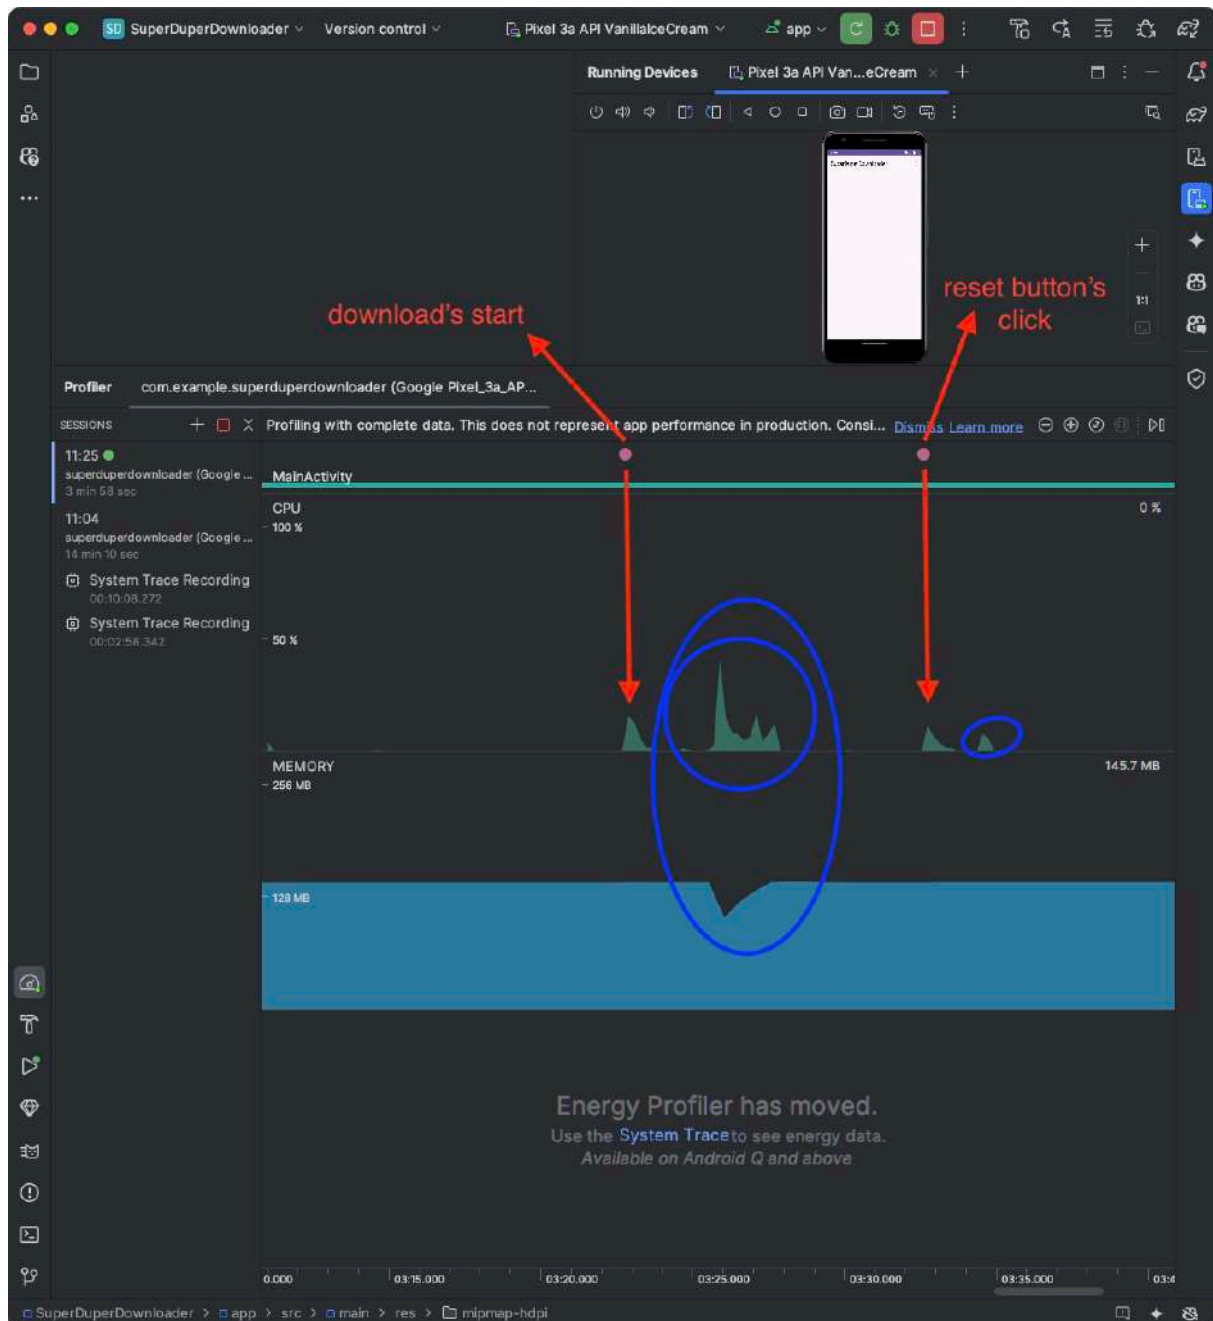 SD SuperDuperDownloader Version control Pixel 3a API VanillaIceCream app
Running Devices Pixel 3a API Van...eCream
SuperDuperDownloader
1:1
download's start
reset button's
click
Profiler com.example.superduperdownloader (Google Pixel_3a_AP...
SESSIONS
Profiling with complete data. This does not represent app performance in production. Consi... Dismiss Learn more
11:25
superduperdownloader (Google ...
3 min 58 sec
11:04
superduperdownloader (Google ...
14 min 10 sec
System Trace Recording
00:10:08.272
System Trace Recording
00:02:58.342
MainActivity
CPU 0 %
100 %
50 %
MEMORY 145.7 MB
256 MB
128 MB
Energy Profiler has moved.
Use the System Trace to see energy data.
Available on Android Q and above
0.000 03:15.000 03:20.000 03:25.000 03:30.000 03:35.000 03:4
SuperDuperDownloader > app > src > main > res > mipmap-hdpi